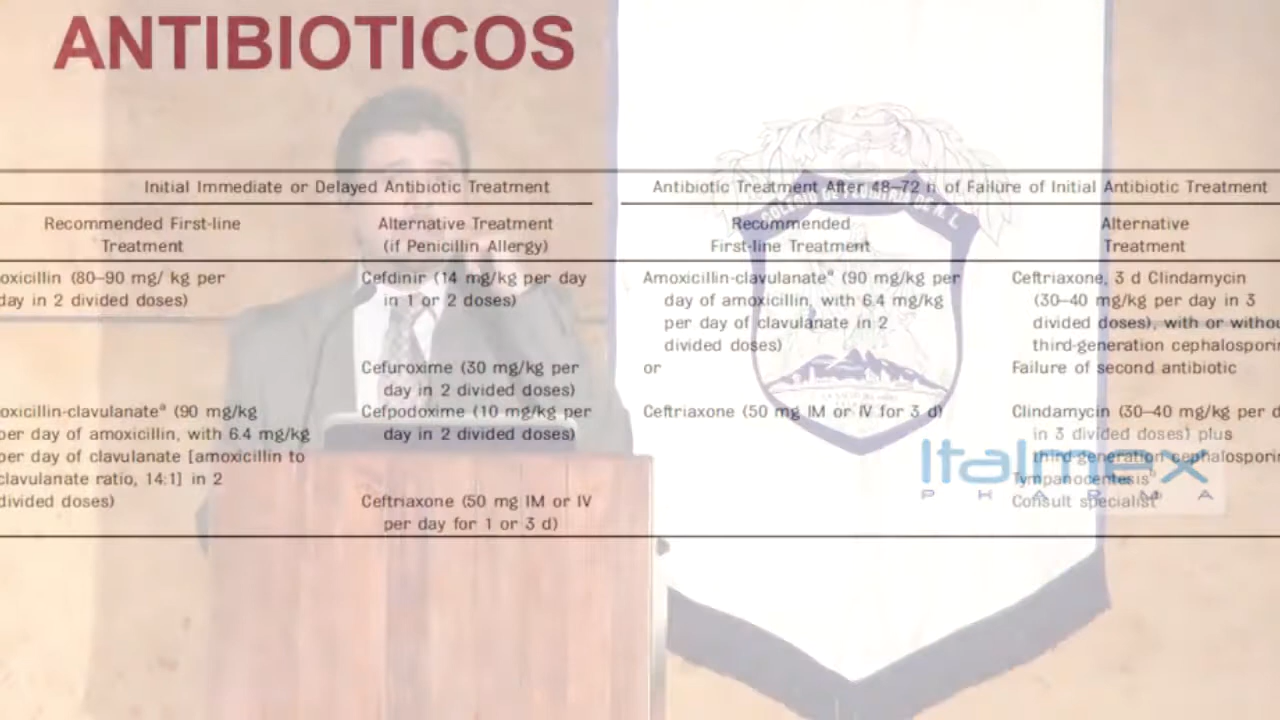 ANTIBIOTICOS
Initial Immediate or Delayed Antibiotic Treatment
Antibiotic Treatment After 48–72 h of Failure of Initial Antibiotic Treatment
Recommended First-line
Treatment
Alternative Treatment
(if Penicillin Allergy)
Recommended
First-line Treatment
Alternative
Treatment
oxicillin (80–90 mg/ kg per
day in 2 divided doses)
oxicillin-clavulanateª (90 mg/kg
per day of amoxicillin, with 6.4 mg/kg
per day of clavulanate [amoxicillin to
clavulanate ratio, 14:1] in 2
divided doses)
Cefdinir (14 mg/kg per day
in 1 or 2 doses)
Cefuroxime (30 mg/kg per
day in 2 divided doses)
Cefpodoxime (10 mg/kg per
day in 2 divided doses)
Ceftriaxone (50 mg IM or IV
per day for 1 or 3 d)
Amoxicillin-clavulanateª (90 mg/kg per
day of amoxicillin, with 6.4 mg/kg
per day of clavulanate in 2
divided doses)
or
Ceftriaxone (50 mg IM or IV for 3 d)
Ceftriaxone, 3 d Clindamycin
(30–40 mg/kg per day in 3
divided doses), with or withou
third-generation cephalosporin
Failure of second antibiotic
Clindamycin (30–40 mg/kg per d
in 3 divided doses) plus
third-generation cephalosporin
Tympanocentesisᵇ
Consult specialistᵇ
Italmex
PHARMA